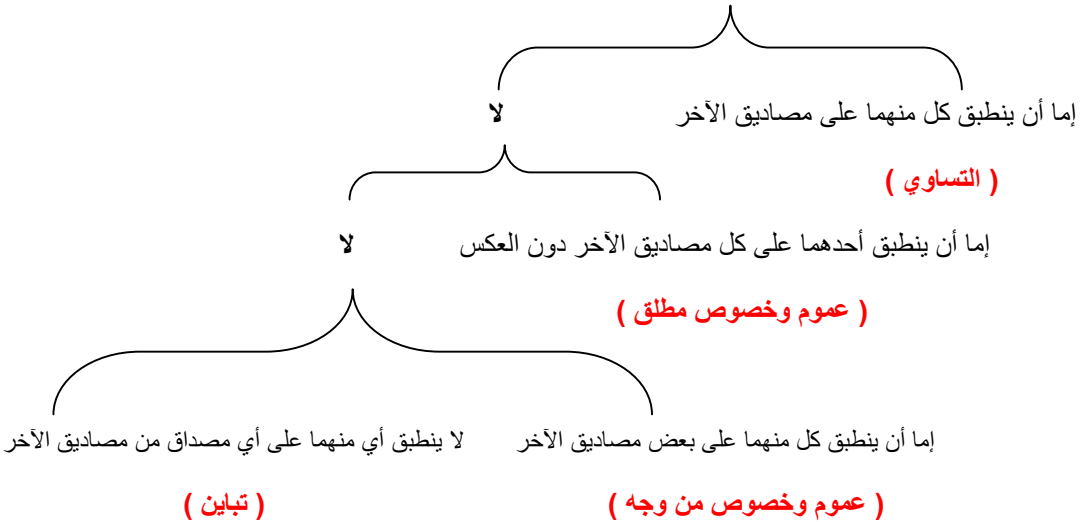 إما أن ينطبق كل منهما على مصاديق الآخر لا
( التساوي )
إما أن ينطبق أحدهما على كل مصاديق الآخر دون العكس لا
( عموم وخصوص مطلق )
إما أن ينطبق كل منهما على بعض مصاديق الآخر لا ينطبق أي منهما على أي مصداق من مصاديق الآخر
( عموم وخصوص من وجه ) ( تباين )